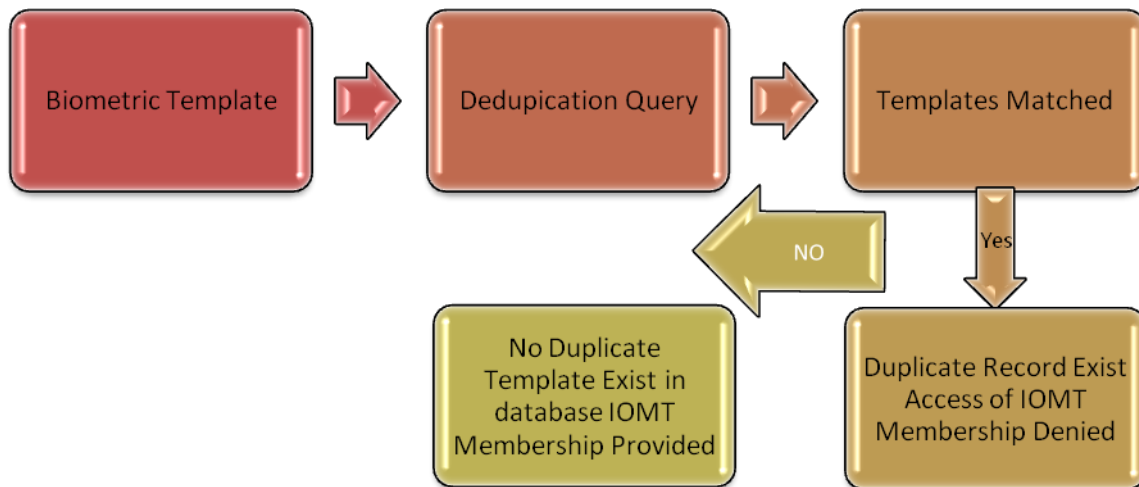 Biometric Template
Dedupication Query
Templates Matched
NO
Yes
No Duplicate
Template Exist in
database IOMT
Membership Provided
Duplicate Record Exist
Access of IOMT
Membership Denied